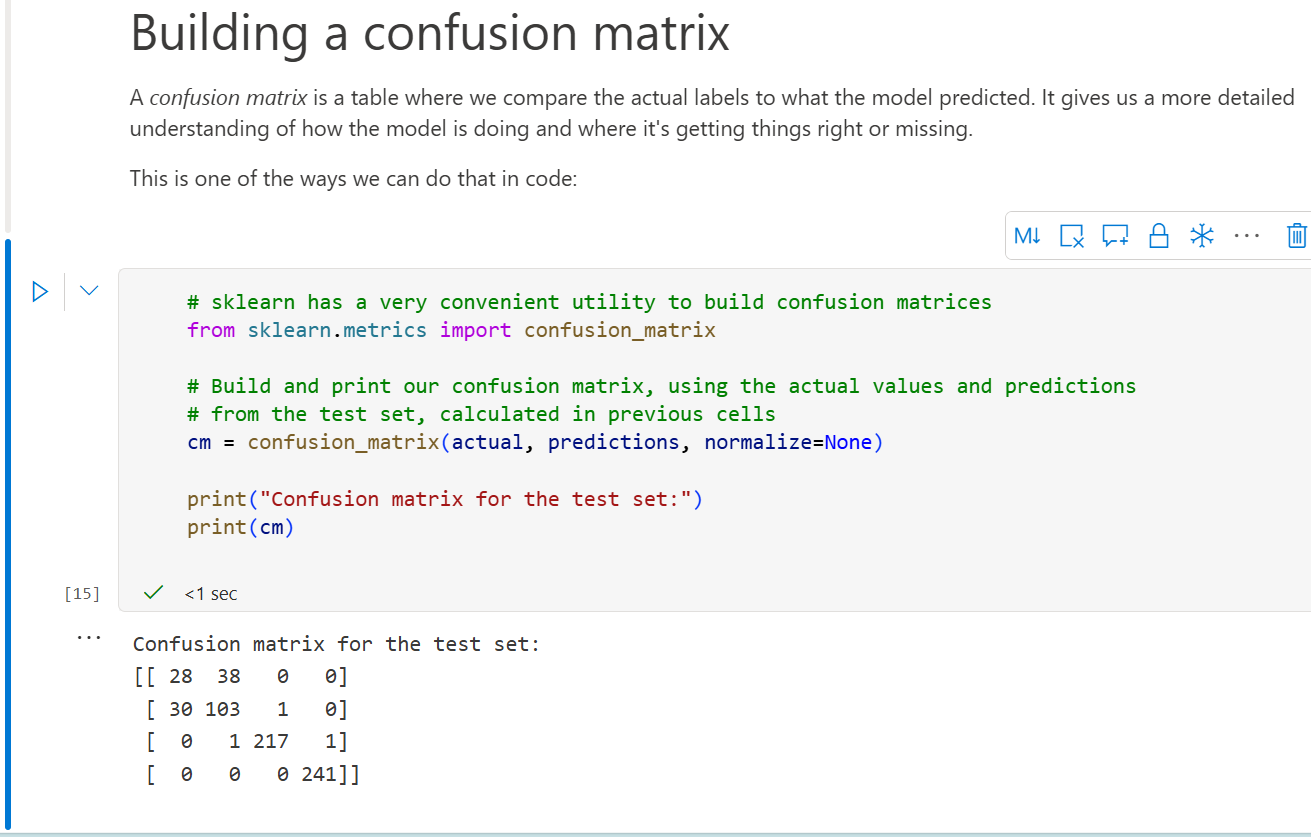 Building a confusion matrix
A confusion matrix is a table where we compare the actual labels to what the model predicted. It gives us a more detailed
understanding of how the model is doing and where it's getting things right or missing.
This is one of the ways we can do that in code:
M↓ ···
# sklearn has a very convenient utility to build confusion matrices
from sklearn.metrics import confusion_matrix
# Build and print our confusion matrix, using the actual values and predictions
# from the test set, calculated in previous cells
cm = confusion_matrix(actual, predictions, normalize=None)
print("Confusion matrix for the test set:")
print(cm)
[15] <1 sec
··· Confusion matrix for the test set:
[[ 28  38   0   0]
 [ 30 103   1   0]
 [  0   1 217   1]
 [  0   0   0 241]]